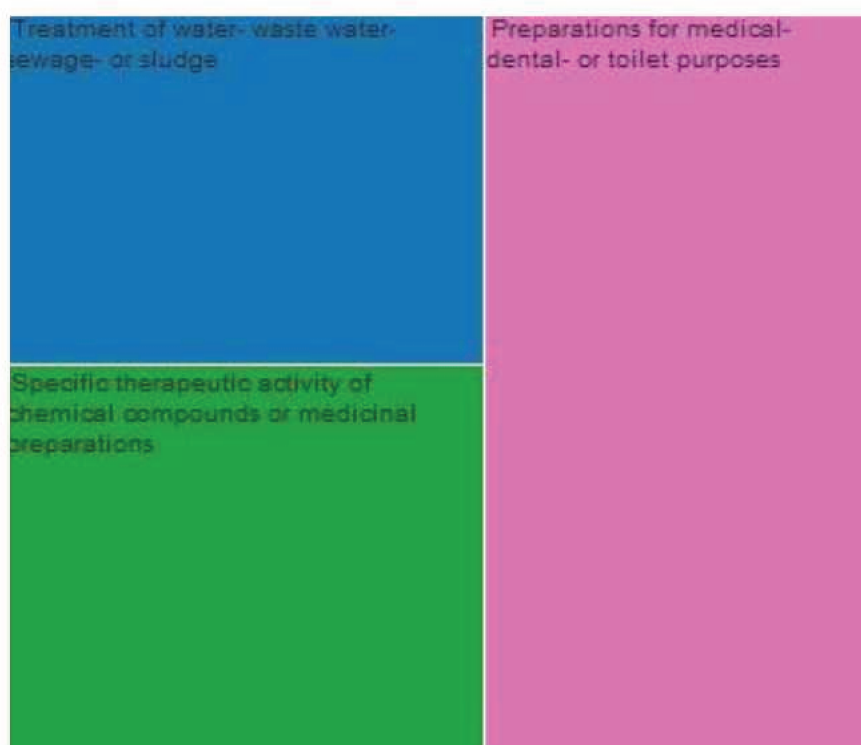 Treatment of water- waste water-
sewage- or sludge
Specific therapeutic activity of
chemical compounds or medicinal
preparations
Preparations for medical-
dental- or toilet purposes